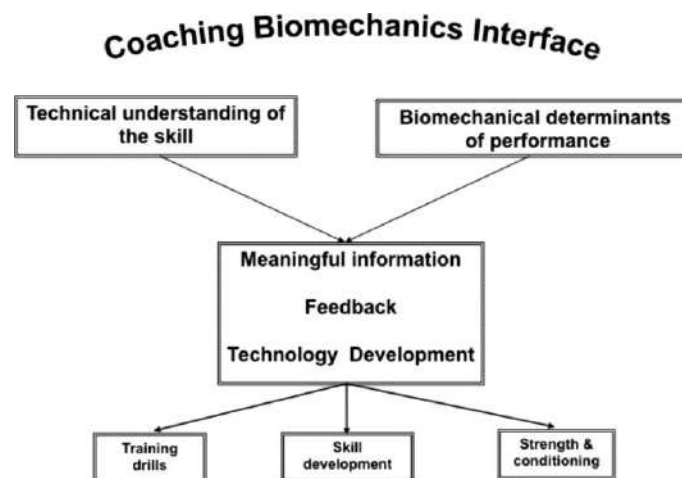 Coaching Biomechanics Interface
Technical understanding of
the skill
Biomechanical determinants
of performance
Meaningful information
Feedback
Technology Development
Training
drills
Skill
development
Strength &
conditioning